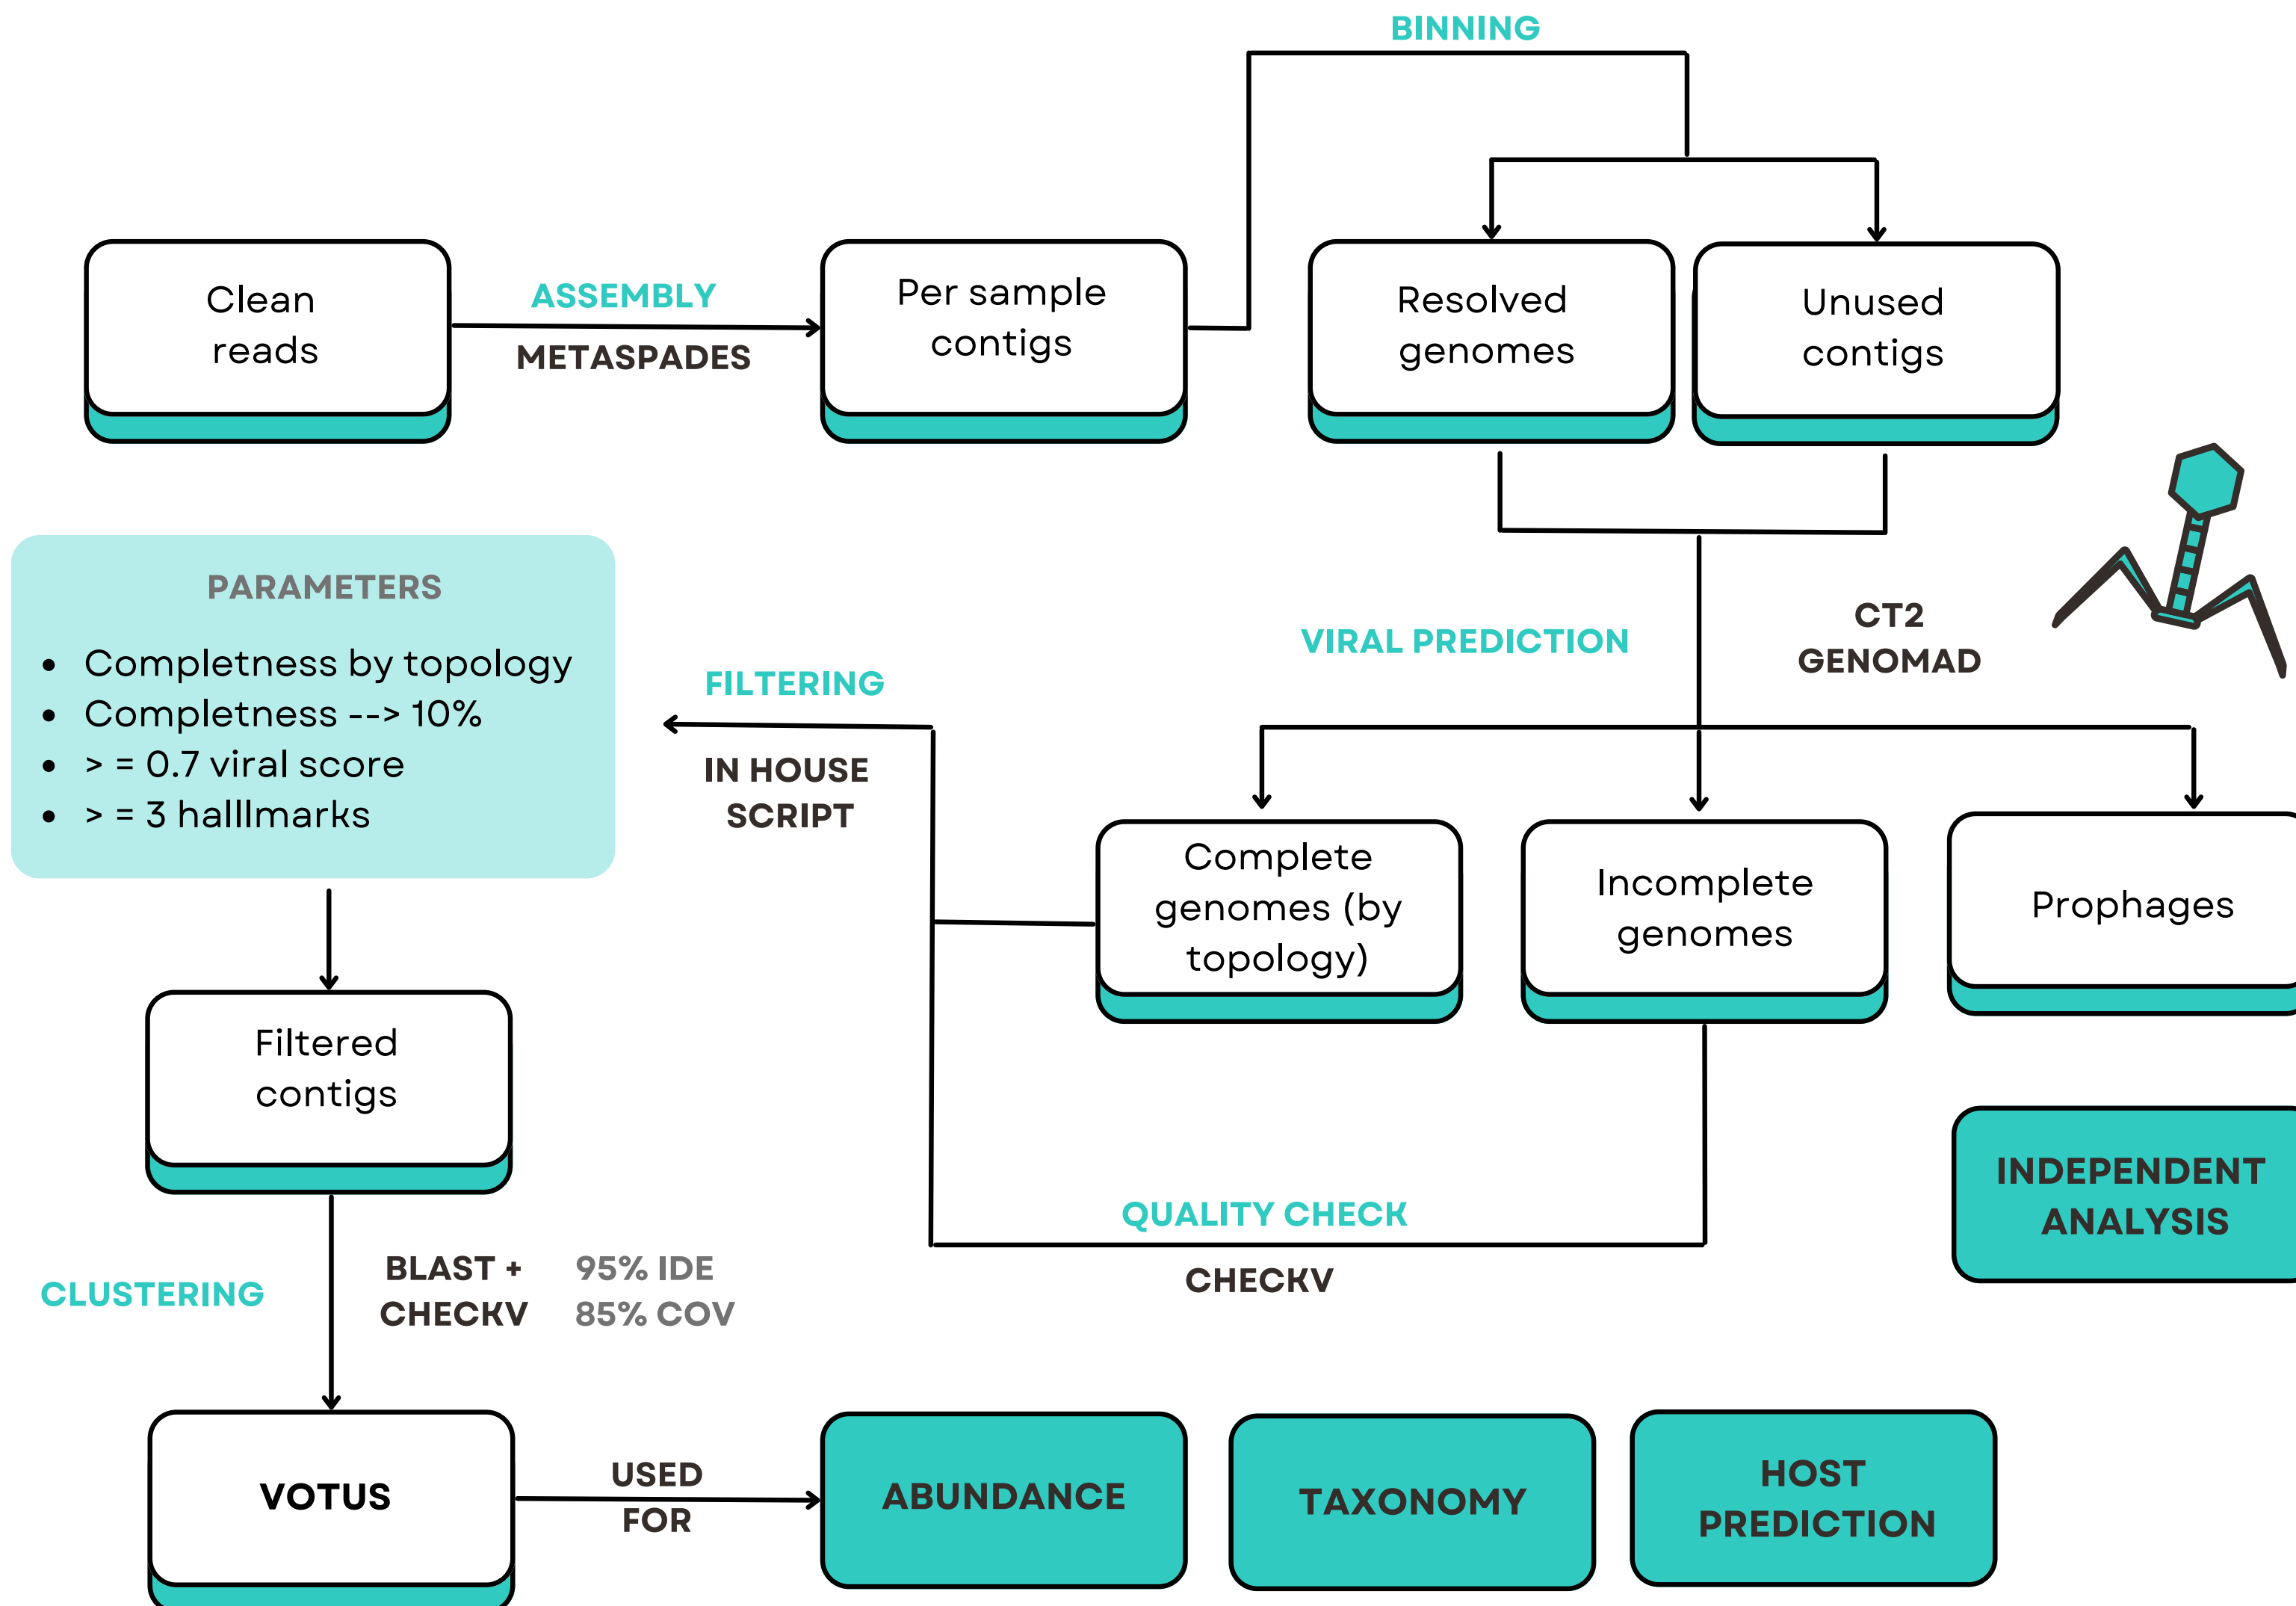 BINNING
Clean
reads
ASSEMBLY
METASPADES
Per sample
contigs
Resolved
genomes
Unused
contigs
PARAMETERS
• Completness by topology
• Completness --> 10%
• > = 0.7 viral score
• > = 3 halllmarks
FILTERING
IN HOUSE
SCRIPT
VIRAL PREDICTION
CT2
GENOMAD
Complete
genomes (by
topology)
Incomplete
genomes
Prophages
Filtered
contigs
INDEPENDENT
ANALYSIS
QUALITY CHECK
CHECKV
CLUSTERING
BLAST +
CHECKV
95% IDE
85% COV
VOTUS
USED
FOR
ABUNDANCE
TAXONOMY
HOST
PREDICTION